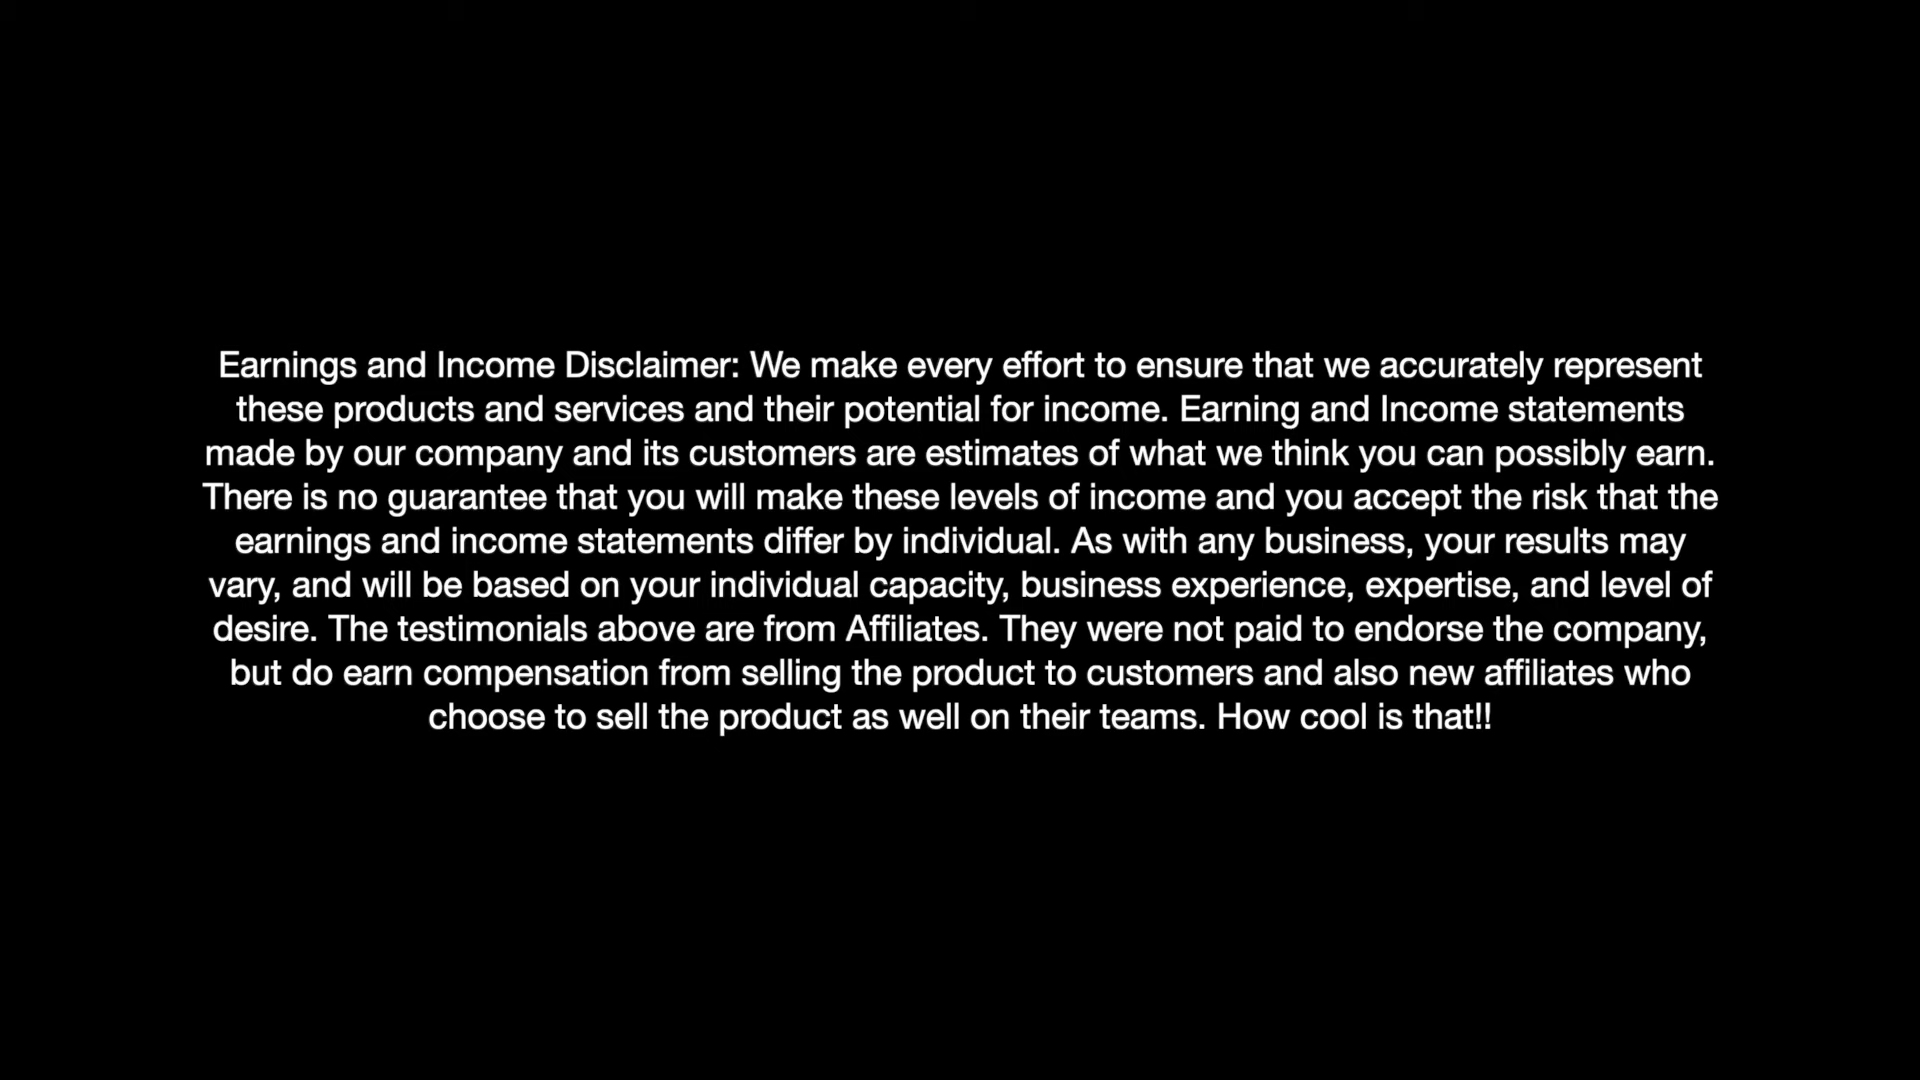 Earnings and Income Disclaimer: We make every effort to ensure that we accurately represent
these products and services and their potential for income. Earning and Income statements
made by our company and its customers are estimates of what we think you can possibly earn.
There is no guarantee that you will make these levels of income and you accept the risk that the
earnings and income statements differ by individual. As with any business, your results may
vary, and will be based on your individual capacity, business experience, expertise, and level of
desire. The testimonials above are from Affiliates. They were not paid to endorse the company,
but do earn compensation from selling the product to customers and also new affiliates who
choose to sell the product as well on their teams. How cool is that!!